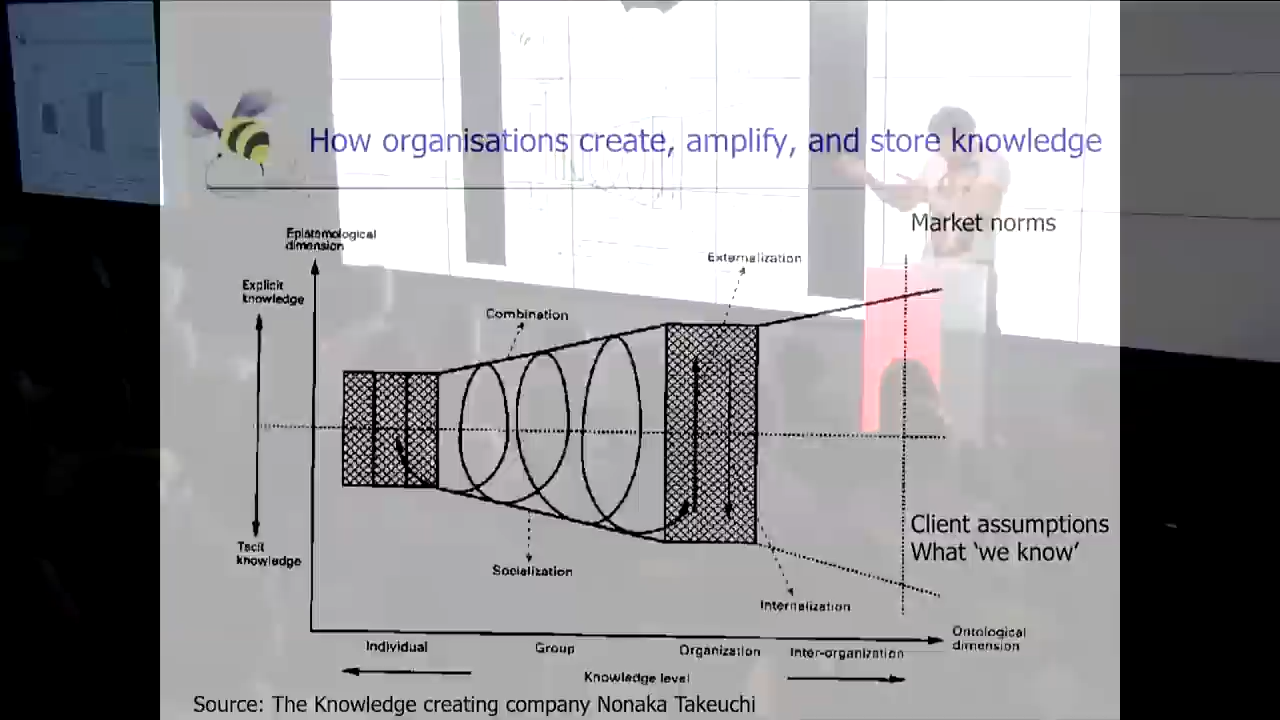 How organisations create, amplify, and store knowledge
Market norms
Epistemological
dimension
Externalization
Explicit
knowledge
Combination
Client assumptions
What 'we know'
Tacit
knowledge
Socialization
Internalization
Ontological
dimension
Individual
Group
Organization
Inter-organization
Knowledge level
Source: The Knowledge creating company Nonaka Takeuchi